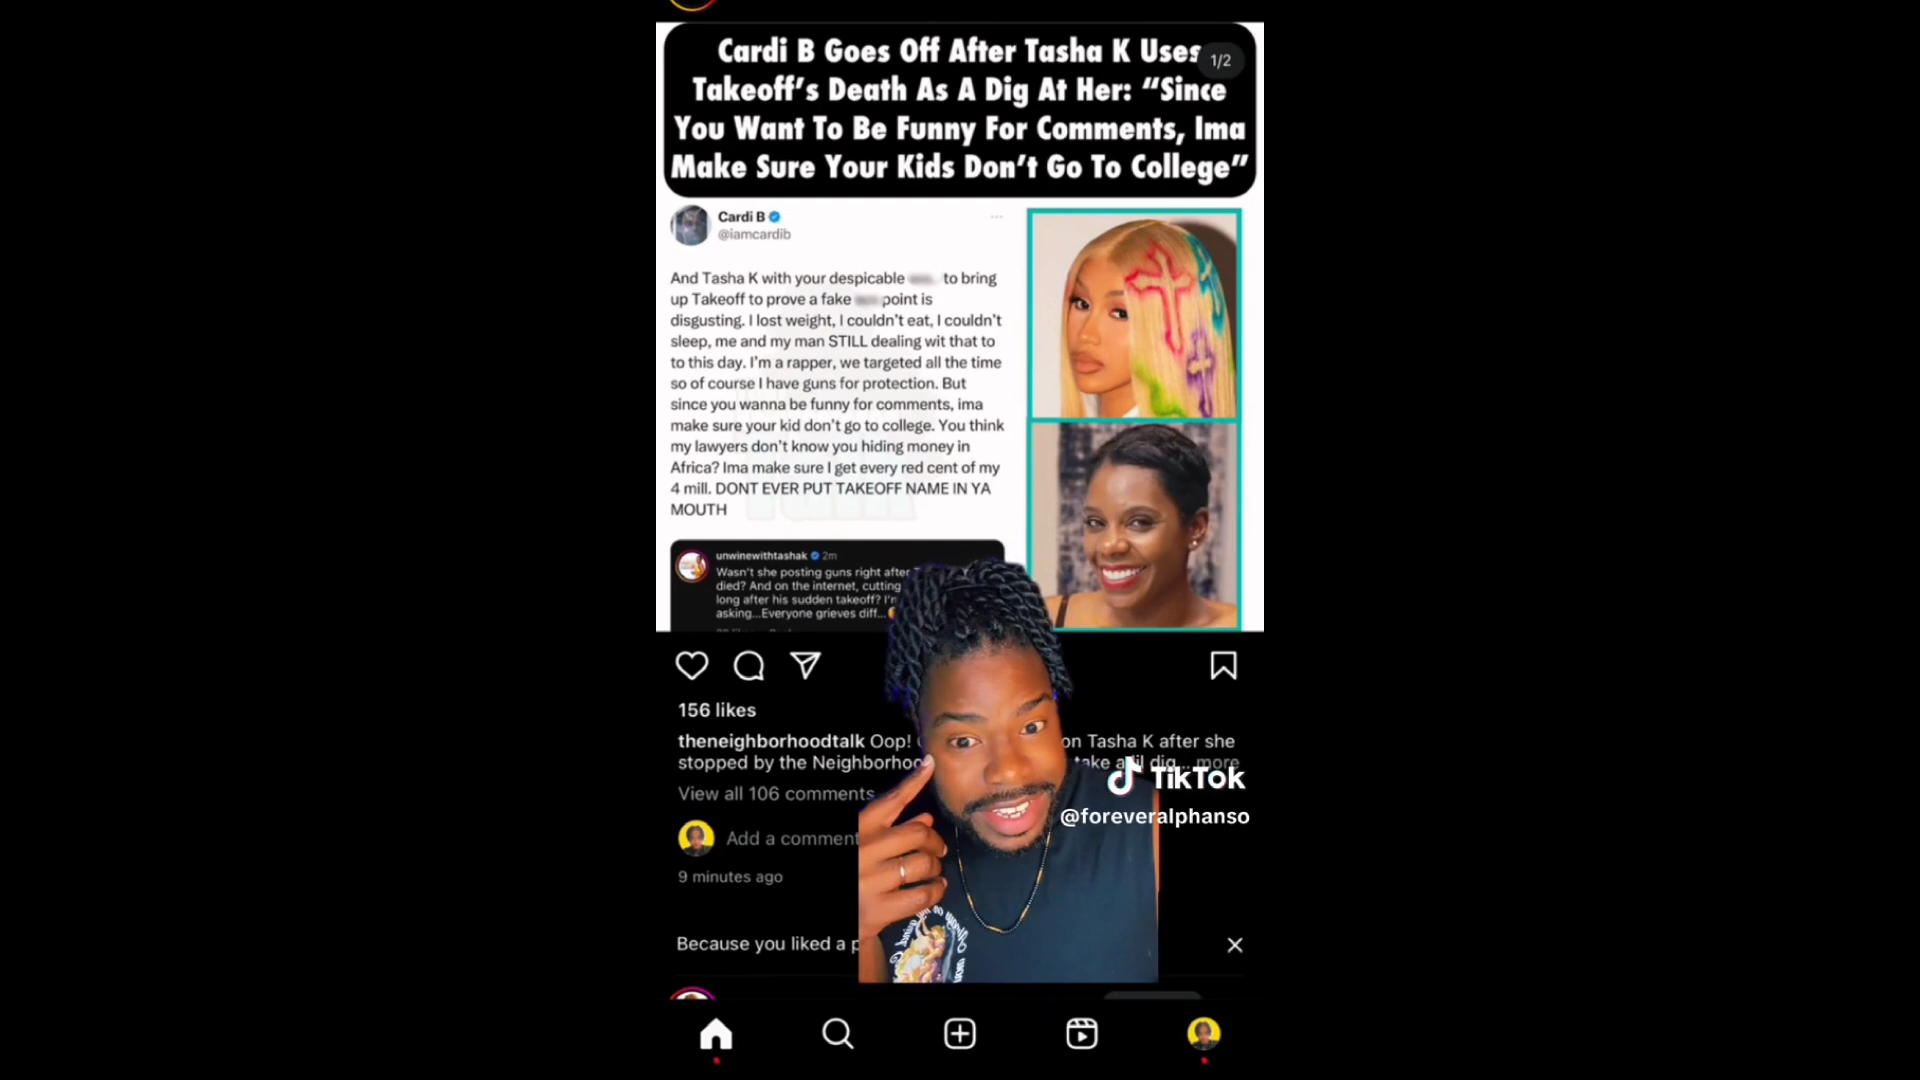 Cardi B Goes Off After Tasha K Uses
1/2
Takeoff's Death As A Dig At Her: "Since
You Want To Be Funny For Comments, Ima
Make Sure Your Kids Don't Go To College"
Cardi B
@iamcardib
And Tasha K with your despicable to bring
up Takeoff to prove a fake point is
disgusting. I lost weight, I couldn't eat, I couldn't
sleep, me and my man STILL dealing wit that to
to this day. I'm a rapper, we targeted all the time
so of course I have guns for protection. But
since you wanna be funny for comments, ima
make sure your kid don't go to college. You think
my lawyers don't know you hiding money in
Africa? Ima make sure I get every red cent of my
4 mill. DONT EVER PUT TAKEOFF NAME IN YA
MOUTH
unwinewithtashak 2m
Wasn't she posting guns right after
died? And on the internet, cutting
long after his sudden takeoff? I'
asking...Everyone grieves diff...
156 likes
theneighborhoodtalk Oop! on Tasha K after she
stopped by the Neighborhoo take a lil dig... more
TikTok
@foreveralphanso
View all 106 comments
Add a comment
9 minutes ago
Because you liked a p